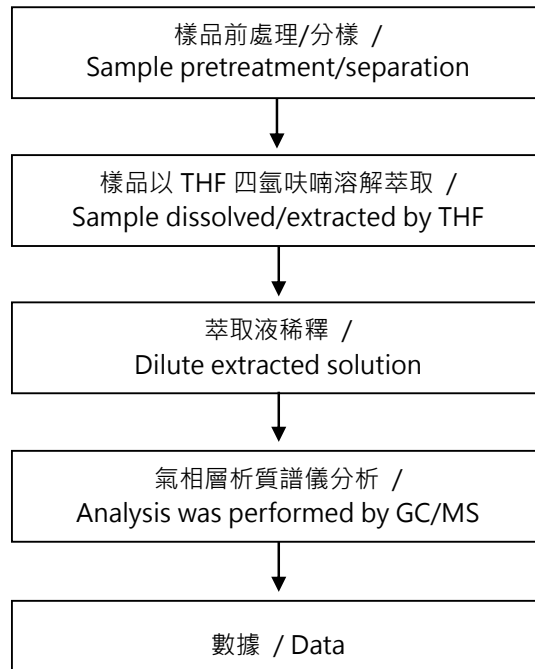 樣品前處理/分樣 /
Sample pretreatment/separation
樣品以 THF 四氫呋喃溶解萃取 /
Sample dissolved/extracted by THF
萃取液稀釋 /
Dilute extracted solution
氣相層析質譜儀分析 /
Analysis was performed by GC/MS
數據 / Data